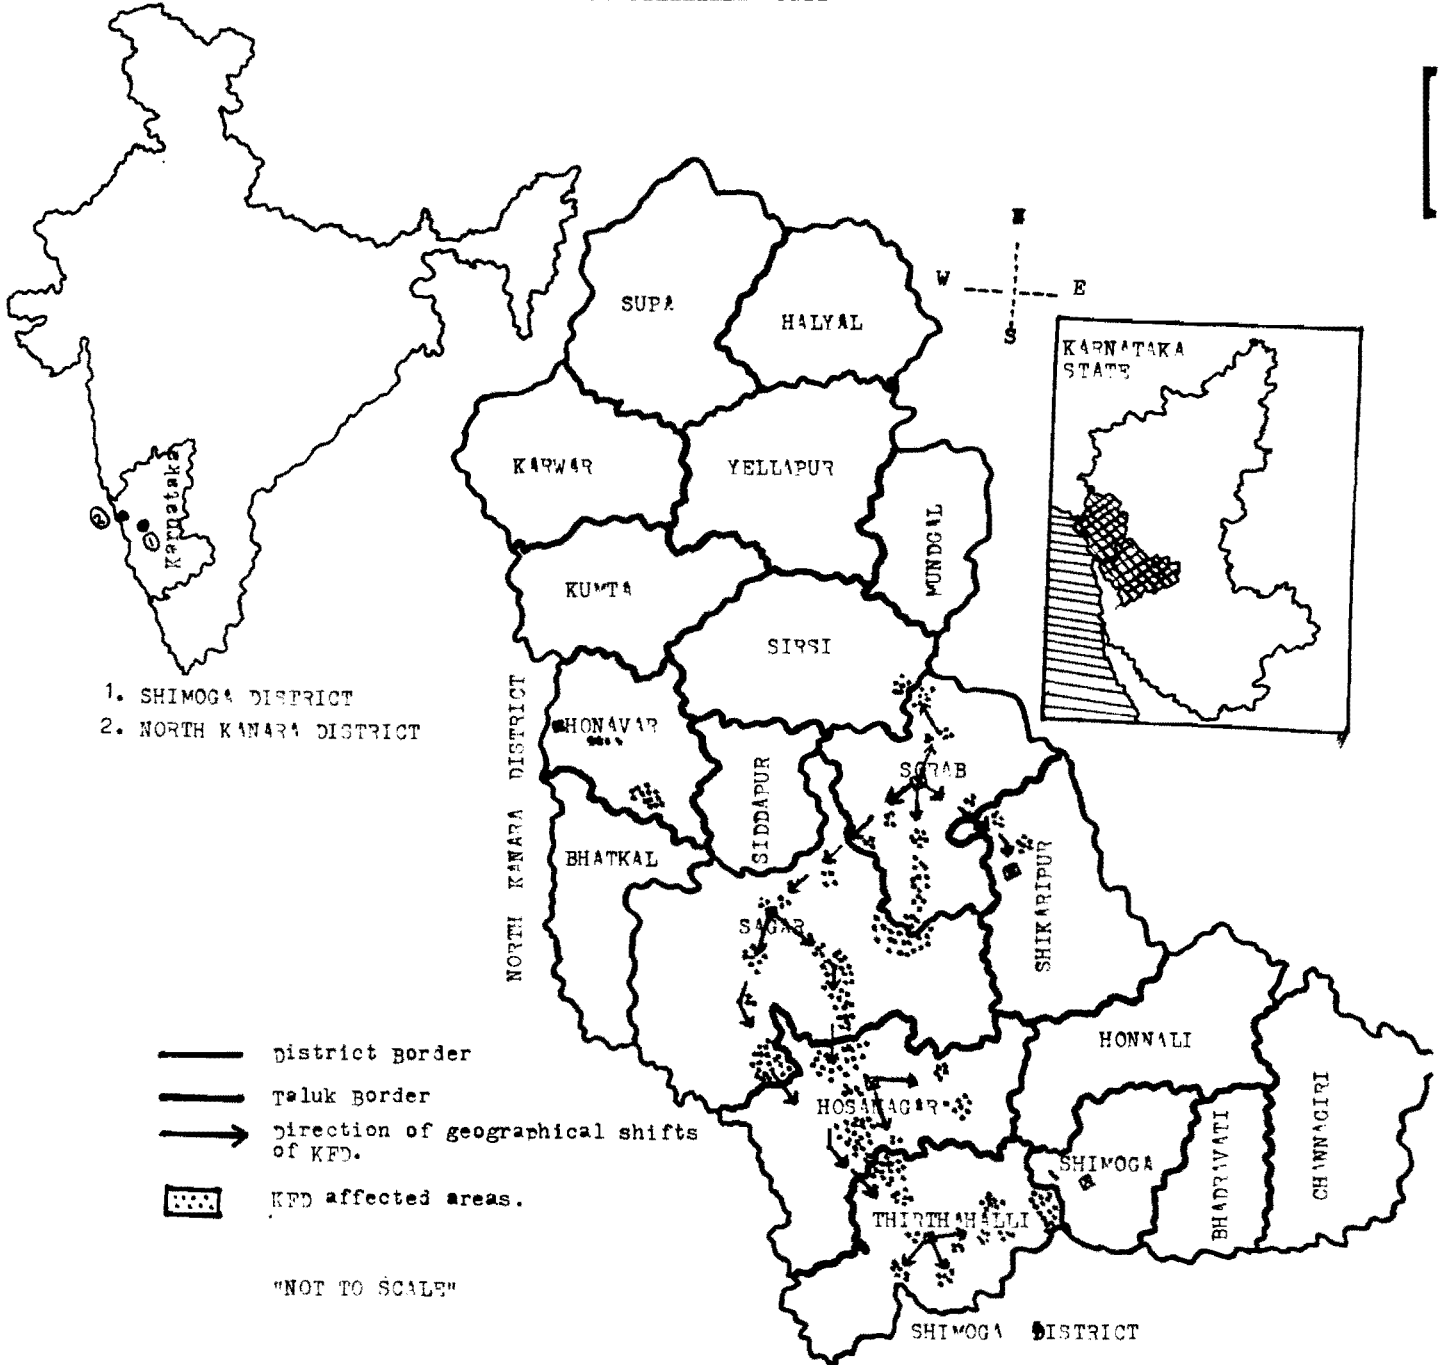 N
W
E
S
SUPA
HALYAL
KARNATAKA
STATE
KARWAR
YELLAPUR
MUNDGAL
Karnataka
2
1
KUMTA
SIRSI
1. SHIMOGA DISTRICT
2. NORTH KANARA DISTRICT
NORTH KANARA DISTRICT
HONAVAR
SIDDAPUR
SORAB
BHATKAL
SHIKARIPUR
SAGAR
HONNALI
District Border
Taluk Border
Direction of geographical shifts
of KFD.
KFD affected areas.
HOSANAGAR
SHIMOGA
BHADRAVATI
CHANNAGIRI
THIRTHAHALLI
"NOT TO SCALE"
SHIMOGA DISTRICT